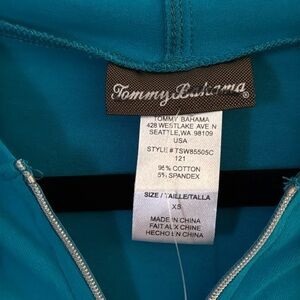 Tommy Bahama®
TOMMY BAHAMA
428 WESTLAKE AVE N
SEATTLE, WA. 98109
USA
STYLE # TSW85505C
121
95% COTTON
5% SPANDEX
SIZE / TAILLE/TALLA
XS
MADE IN CHINA
FAIT AUX CHINE
HECHO EN CHINA